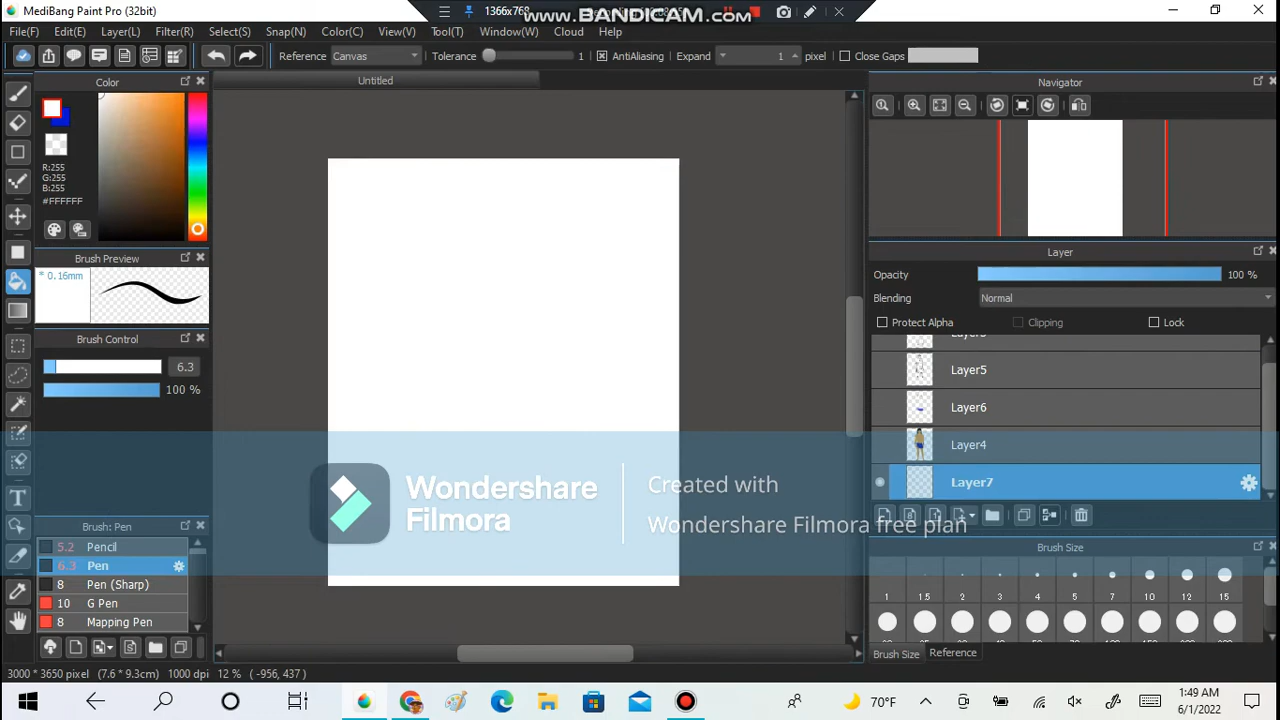 MediBang Paint Pro (32bit)
1366x768
www.BANDICAM.com
File(F) Edit(E) Layer(L) Filter(R) Select(S) Snap(N) Color(C) View(V) Tool(T) Window(W) Cloud Help
Reference Canvas Tolerance 1 AntiAliasing Expand 1 pixel Close Gaps
Color
Untitled
Navigator
R:255
G:255
B:255
#FFFFFF
Brush Preview
* 0.16mm
Layer
Opacity 100 %
Blending Normal
Protect Alpha Clipping Lock
Brush Control
6.3
100 %
Layer5
Layer6
Layer4
Layer7
Wondershare
Filmora
Created with
Wondershare Filmora free plan
Brush: Pen
5.2 Pencil
6.3 Pen
8 Pen (Sharp)
10 G Pen
8 Mapping Pen
Brush Size
1 1.5 2 3 4 5 7 10 12 15
Brush Size Reference
3000 * 3650 pixel (7.6 * 9.3cm) 1000 dpi 12 % ( -956, 437 )
70°F
1:49 AM
6/1/2022